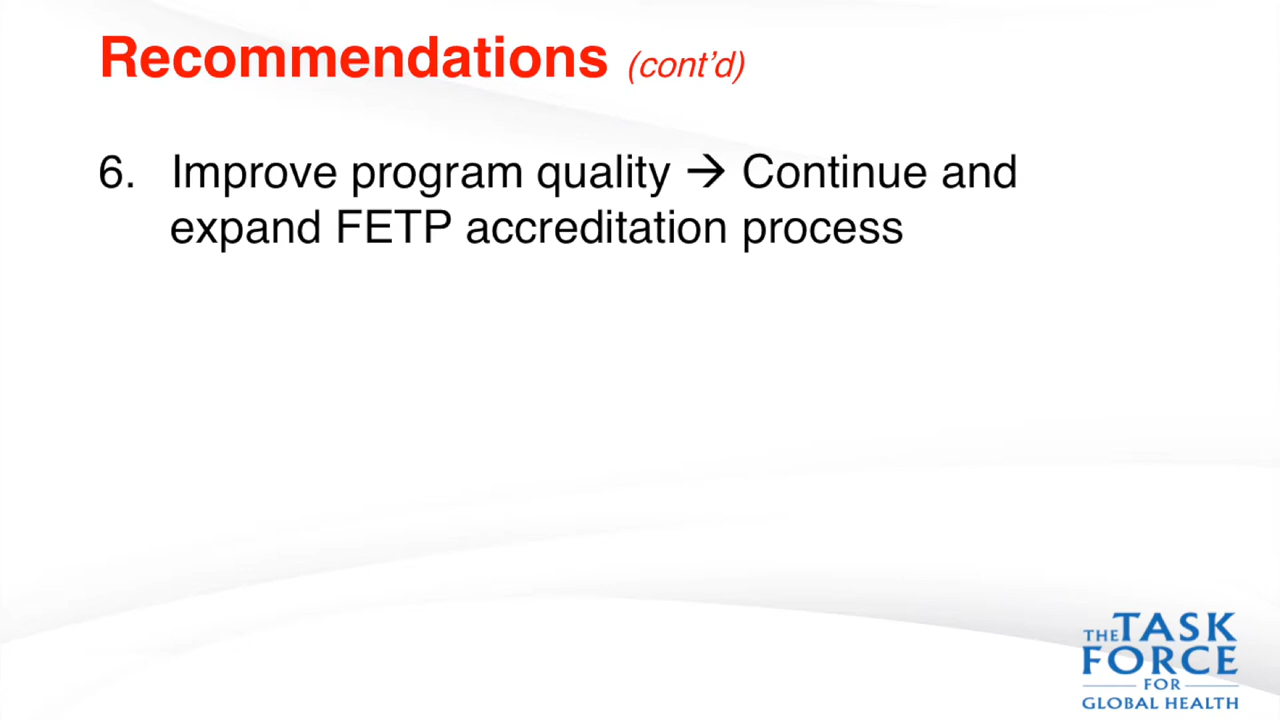 Recommendations (cont’d)
6. Improve program quality → Continue and
expand FETP accreditation process
THE TASK
FORCE
FOR
GLOBAL HEALTH